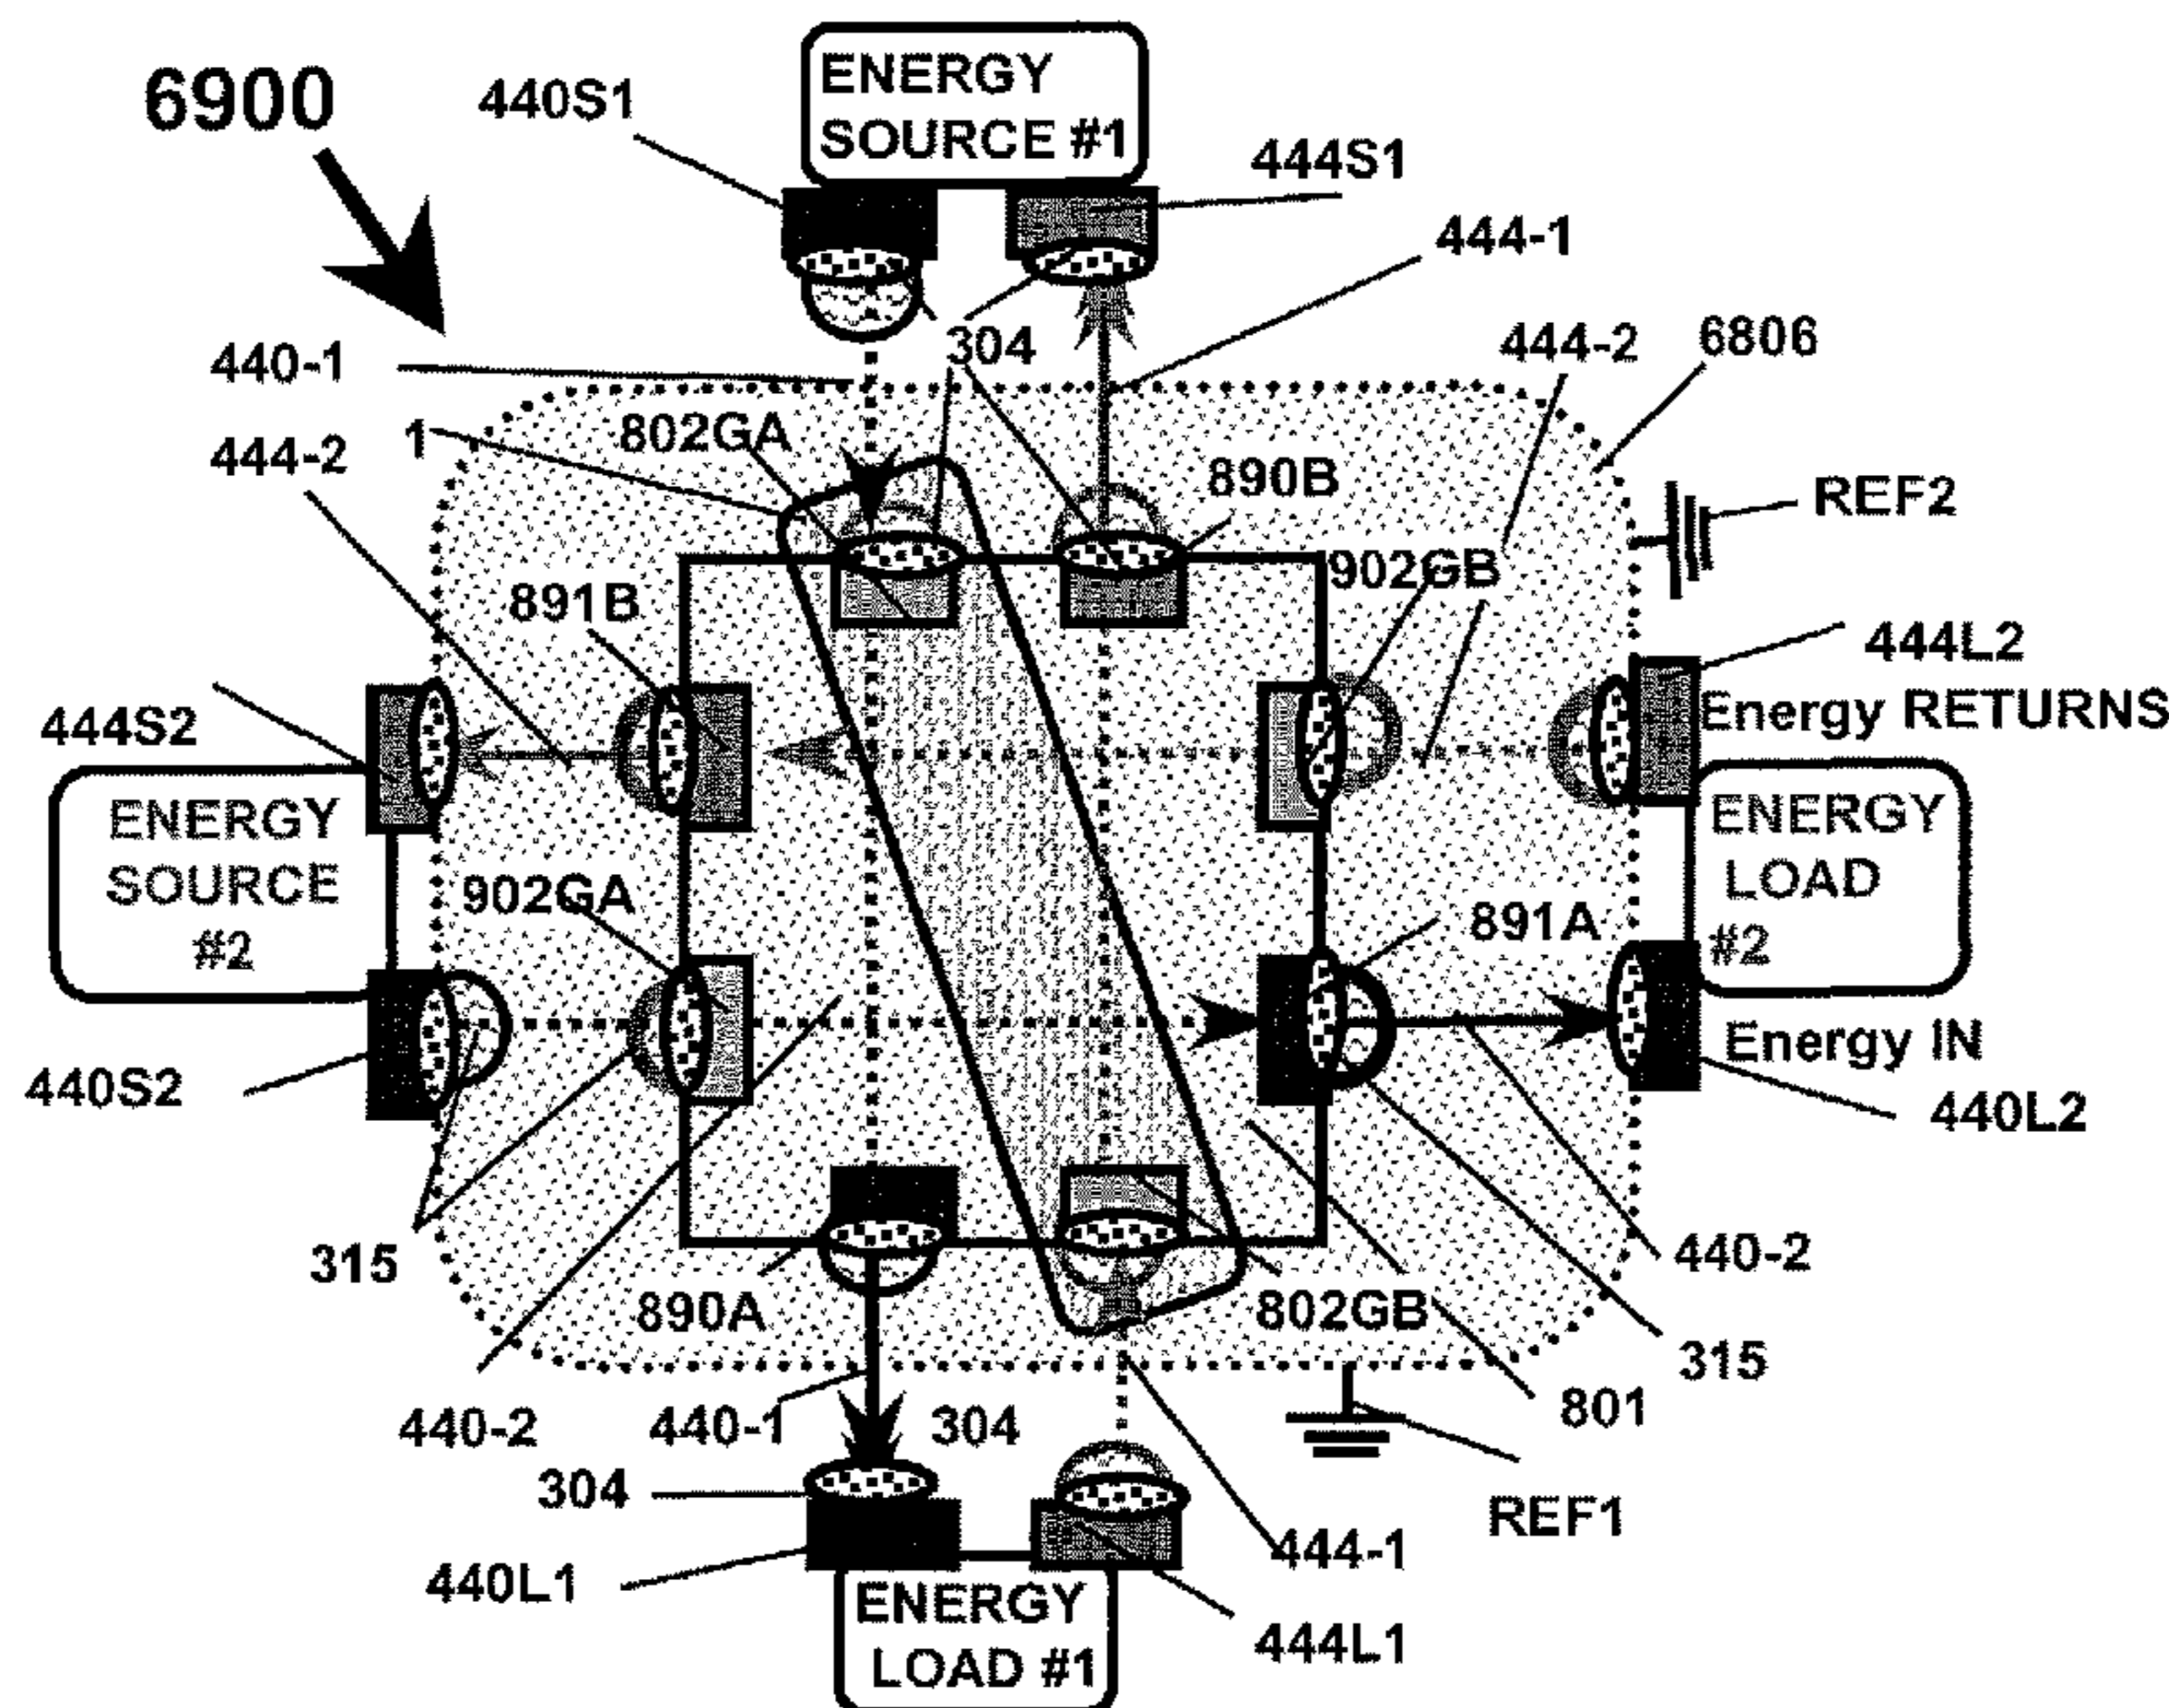 6900
440S1
ENERGY
SOURCE #1
444S1
444-1
304
440-1
444-2
6806
444-2
1
802GA
890B
REF2
902GB
891B
444L2
Energy RETURNS
444S2
ENERGY
SOURCE
#2
ENERGY
LOAD
#2
902GA
891A
Energy IN
440S2
440L2
315
440-2
890A
802GB
315
801
440-2
440-1
304
304
REF1
444-1
440L1
ENERGY
LOAD #1
444L1